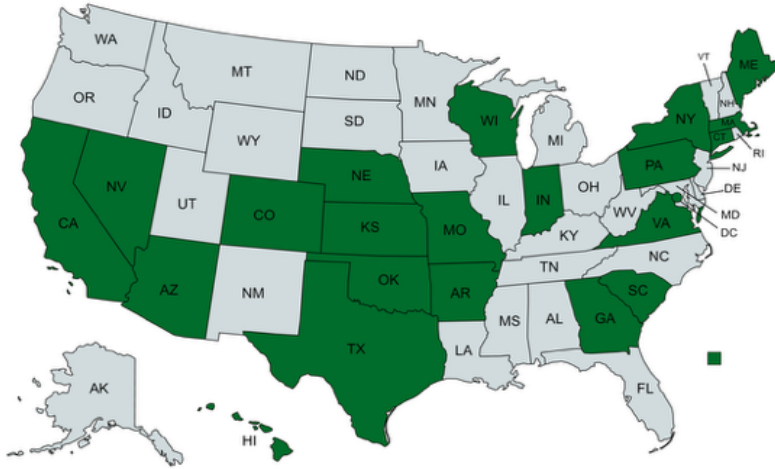 WA
MT
ND
MN
VT
ME
OR
ID
SD
WI
NH
WY
MI
NY
MA
CT
RI
IA
NE
PA
NJ
NV
OH
IL
IN
DE
UT
CO
WV
MD
CA
KS
MO
VA
DC
KY
NC
TN
AZ
OK
NM
AR
SC
MS
AL
GA
TX
LA
FL
AK
HI